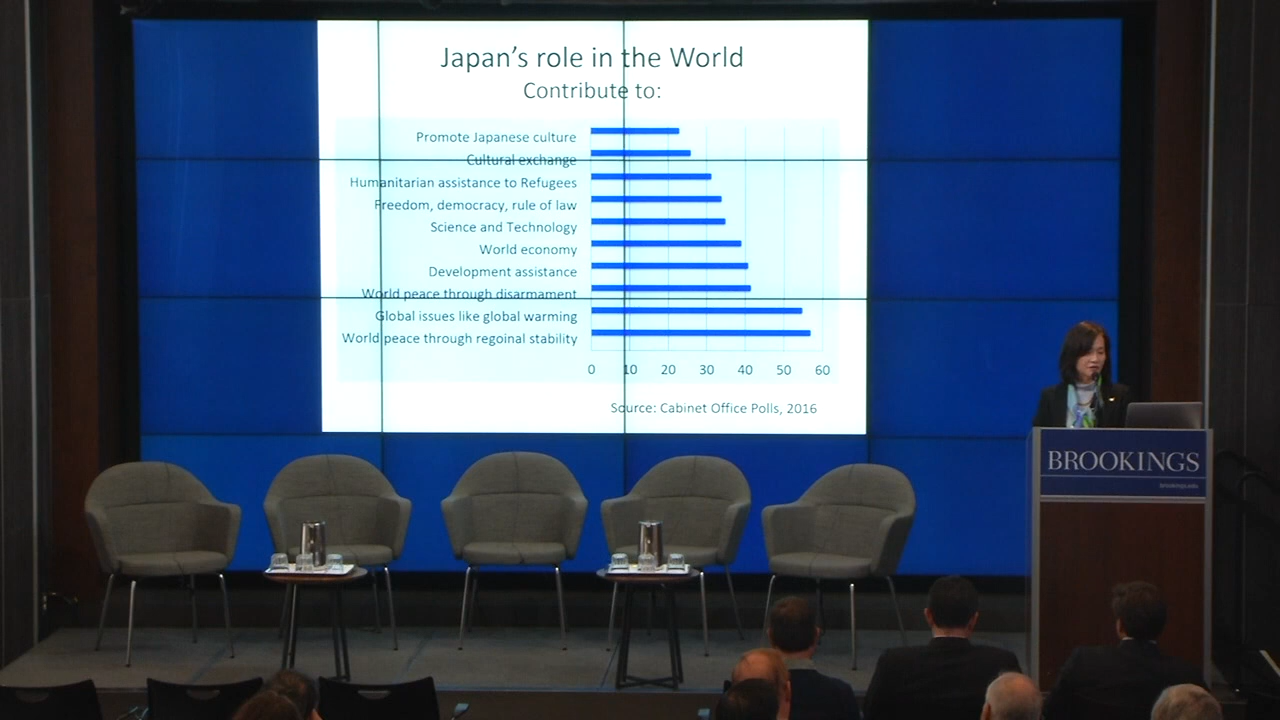 Japan's role in the World
Contribute to:
Promote Japanese culture
Cultural exchange
Humanitarian assistance to Refugees
Freedom, democracy, rule of law
Science and Technology
World economy
Development assistance
World peace through disarmament
Global issues like global warming
World peace through regoinal stability
0 10 20 30 40 50 60
Source: Cabinet Office Polls, 2016
BROOKINGS
brookings.edu